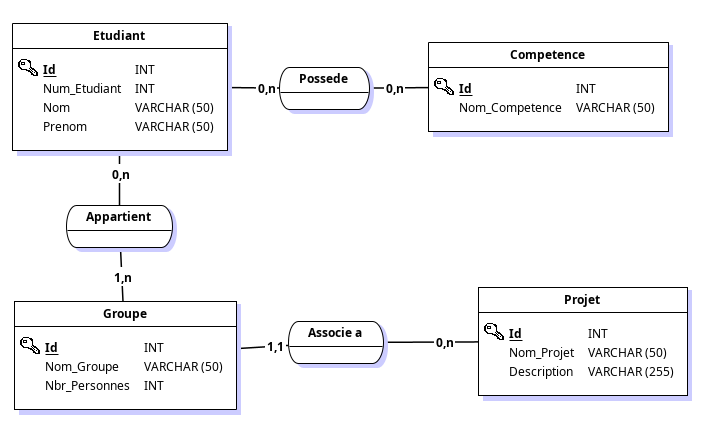 Etudiant
Id INT
Num_Etudiant INT
Nom VARCHAR (50)
Prenom VARCHAR (50)
0,n
Possede
0,n
Competence
Id INT
Nom_Competence VARCHAR (50)
0,n
Appartient
1,n
Groupe
Id INT
Nom_Groupe VARCHAR (50)
Nbr_Personnes INT
1,1
Associe a
0,n
Projet
Id INT
Nom_Projet VARCHAR (50)
Description VARCHAR (255)